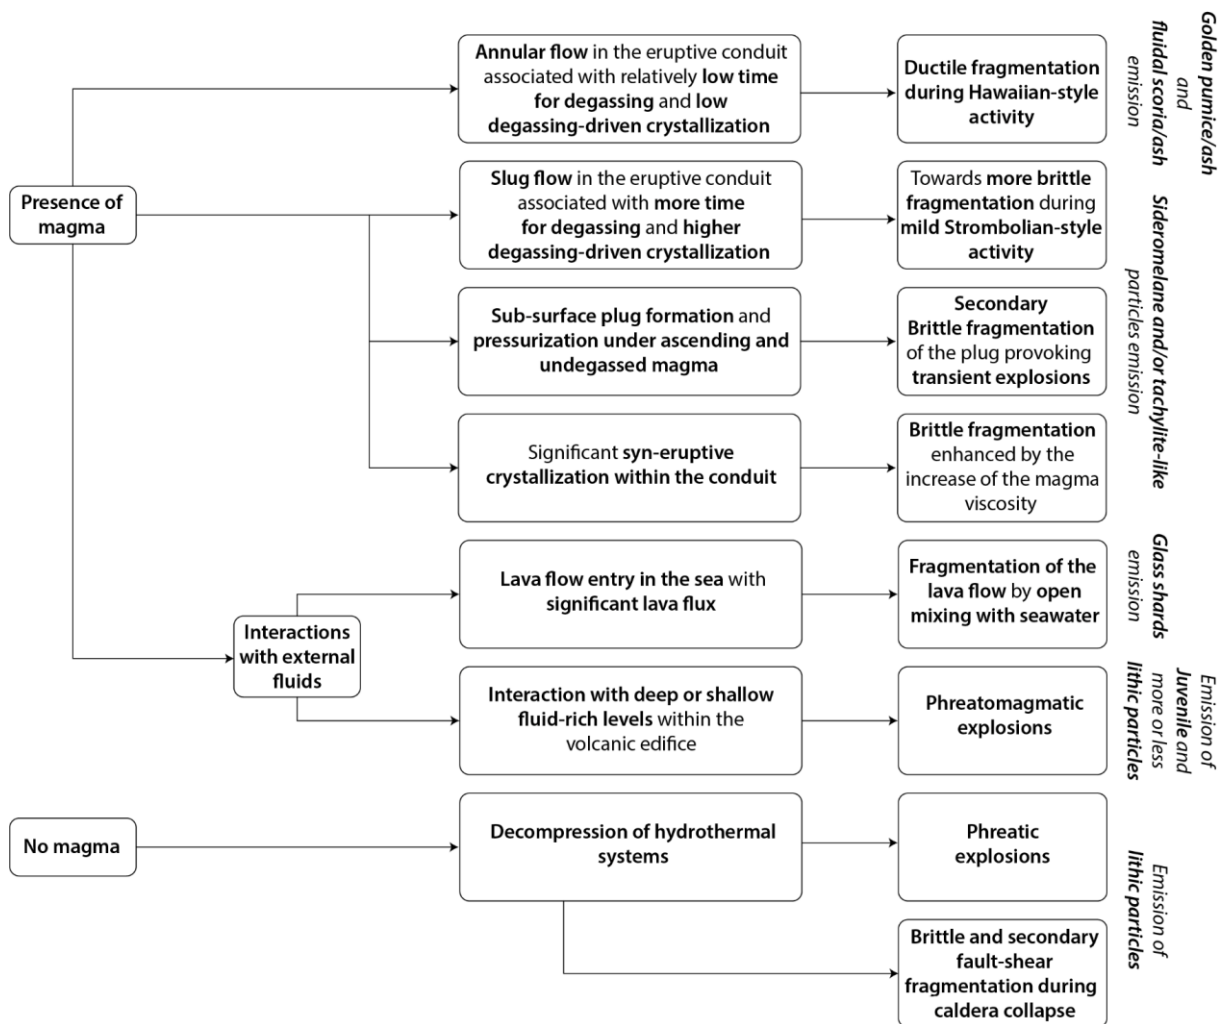 Annular flow in the eruptive conduit
associated with relatively low time
for degassing and low
degassing-driven crystallization
Ductile fragmentation
during Hawaiian-style
activity
Golden pumice/ash
and
fluidal scoria/ash
emission
Presence of
magma
Slug flow in the eruptive conduit
associated with more time
for degassing and higher
degassing-driven crystallization
Towards more brittle
fragmentation during
mild Strombolian-style
activity
Sub-surface plug formation and
pressurization under ascending and
undegassed magma
Secondary
Brittle fragmentation
of the plug provoking
transient explosions
Sideromelane and/or tachylite-like
particles emission
Significant syn-eruptive
crystallization within the conduit
Brittle fragmentation
enhanced by the
increase of the magma
viscosity
Interactions
with external
fluids
Lava flow entry in the sea with
significant lava flux
Fragmentation of the
lava flow by open
mixing with seawater
Glass shards
emission
Interaction with deep or shallow
fluid-rich levels within the
volcanic edifice
Phreatomagmatic
explosions
Emission of
Juvenile and
more or less
lithic particles
No magma
Decompression of hydrothermal
systems
Phreatic
explosions
Brittle and secondary
fault-shear
fragmentation during
caldera collapse
Emission of
lithic particles